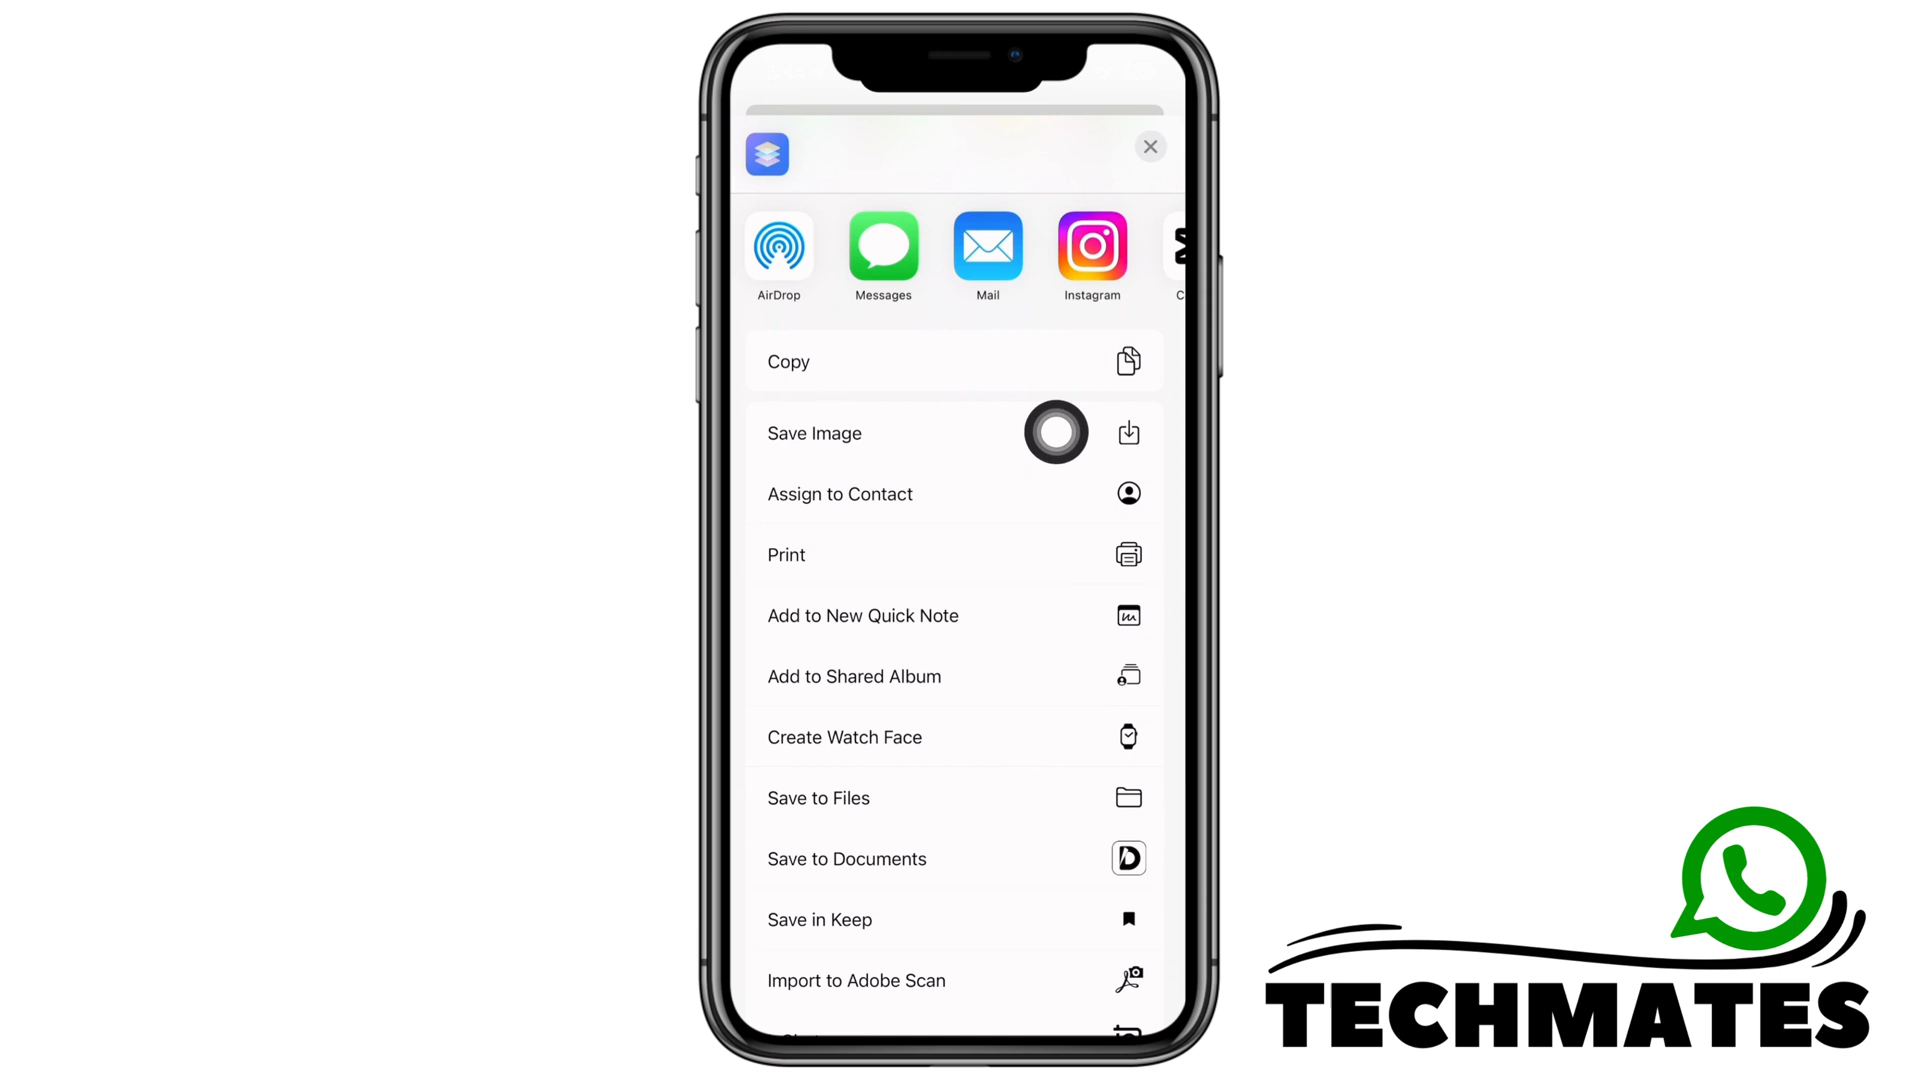 AirDrop
Messages
Mail
Instagram
C
Copy
Save Image
Assign to Contact
Print
Add to New Quick Note
Add to Shared Album
Create Watch Face
Save to Files
Save to Documents
Save in Keep
Import to Adobe Scan
TECHMATES